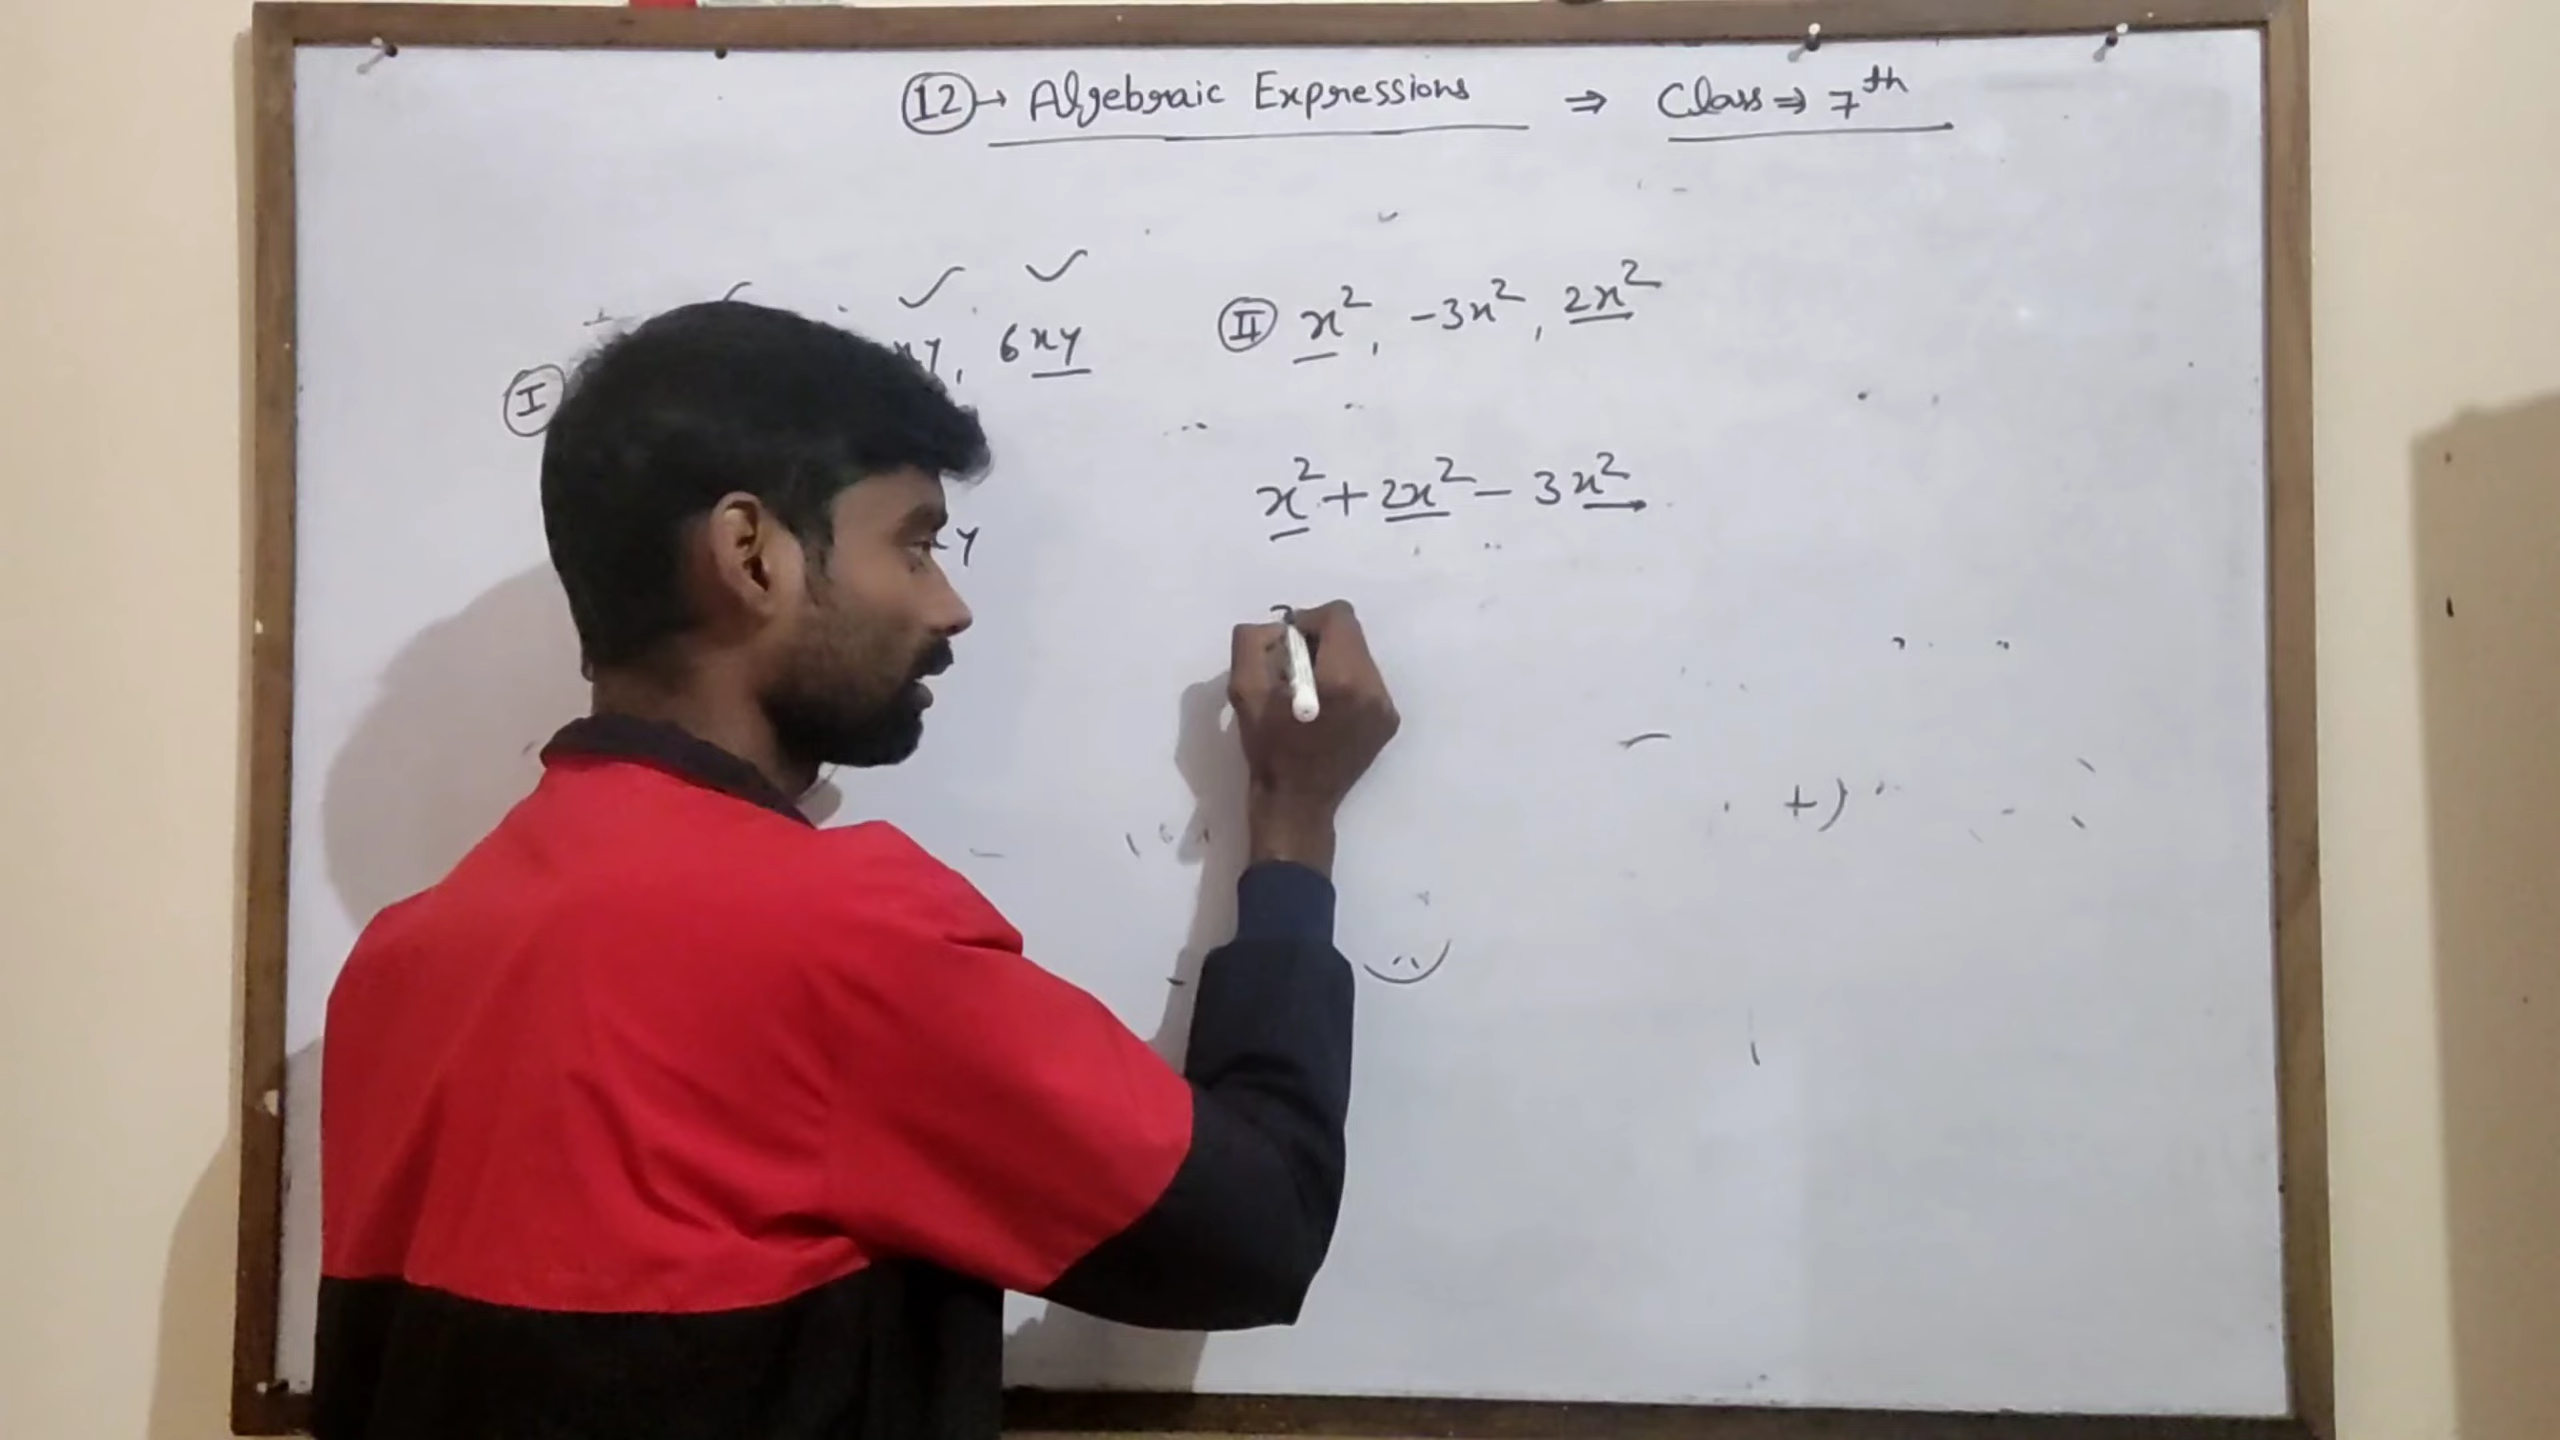 12 → Algebraic Expressions ⇒ Class ⇒ 7th
I xy, 6xy
II x², -3x², 2x²
x² + 2x² - 3x²
y
+)